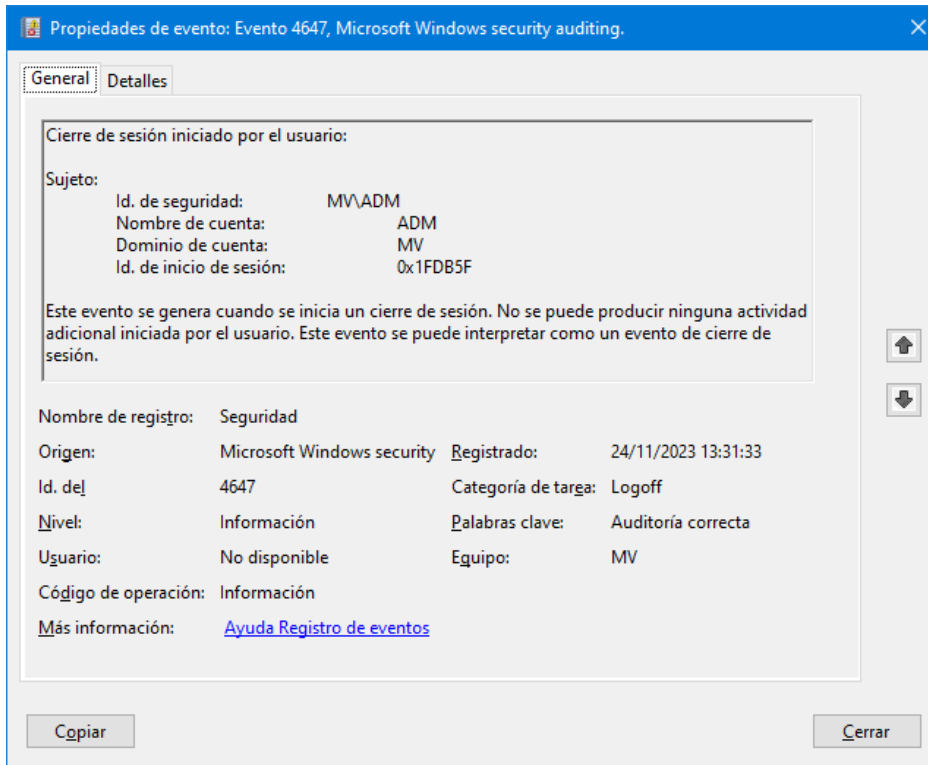 Propiedades de evento: Evento 4647, Microsoft Windows security auditing.
General Detalles
Cierre de sesión iniciado por el usuario:
Sujeto:
Id. de seguridad: MV\ADM
Nombre de cuenta: ADM
Dominio de cuenta: MV
Id. de inicio de sesión: 0x1FDB5F
Este evento se genera cuando se inicia un cierre de sesión. No se puede producir ninguna actividad
adicional iniciada por el usuario. Este evento se puede interpretar como un evento de cierre de
sesión.
Nombre de registro: Seguridad
Origen: Microsoft Windows security Registrado: 24/11/2023 13:31:33
Id. del 4647 Categoría de tarea: Logoff
Nivel: Información Palabras clave: Auditoría correcta
Usuario: No disponible Equipo: MV
Código de operación: Información
Más información: Ayuda Registro de eventos
Copiar Cerrar